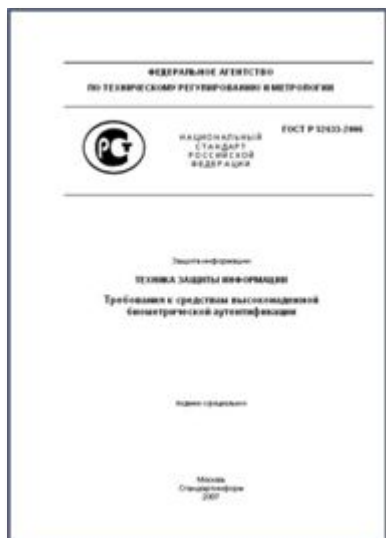 ФЕДЕРАЛЬНОЕ АГЕНТСТВО
ПО ТЕХНИЧЕСКОМУ РЕГУЛИРОВАНИЮ И МЕТРОЛОГИИ
НАЦИОНАЛЬНЫЙ
СТАНДАРТ
РОССИЙСКОЙ
ФЕДЕРАЦИИ
ГОСТ Р 52633-2006
Защита информации
ТЕХНИКА ЗАЩИТЫ ИНФОРМАЦИИ
Требования к средствам высоконадежной
биометрической аутентификации
Издание официальное
Москва
Стандартинформ
2007